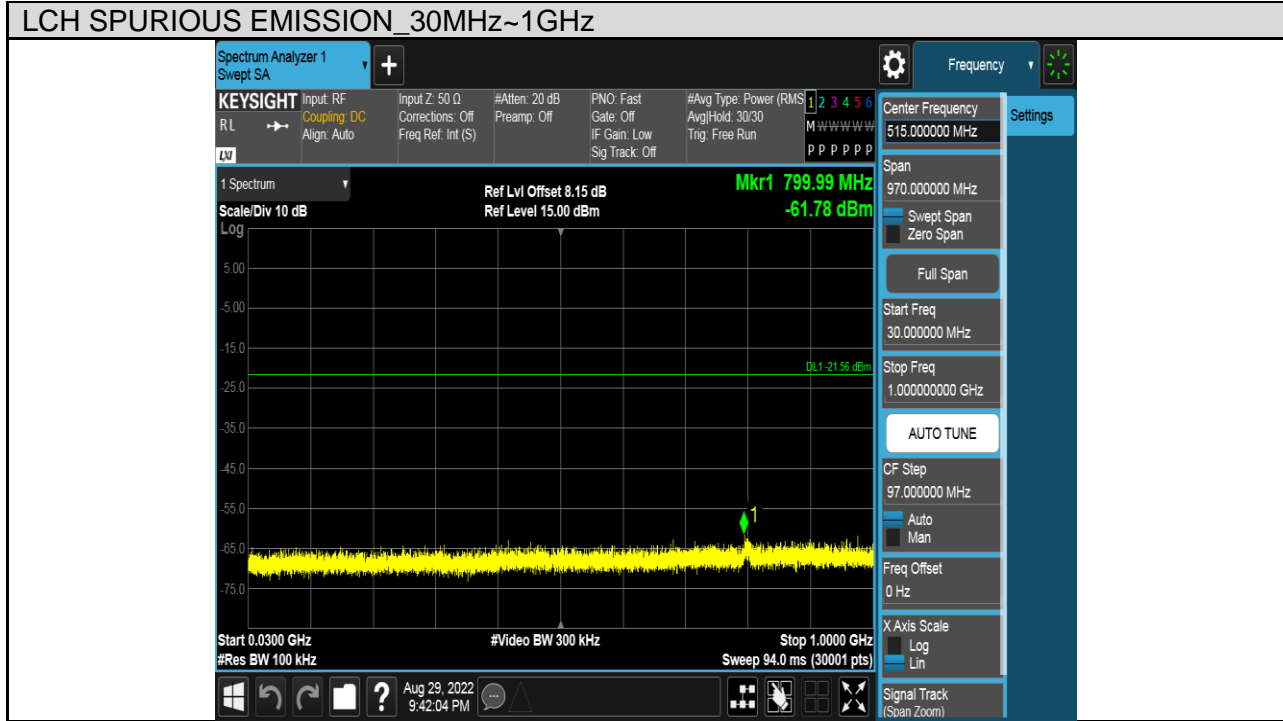 LCH SPURIOUS EMISSION_30MHz~1GHz
Spectrum Analyzer 1
Swept SA
+
Frequency
KEYSIGHT
RL
LXI
Input: RF
Coupling: DC
Align: Auto
Input Z: 50 Ω
Corrections: Off
Freq Ref: Int (S)
#Atten: 20 dB
Preamp: Off
PNO: Fast
Gate: Off
IF Gain: Low
Sig Track: Off
#Avg Type: Power (RMS
Avg|Hold: 30/30
Trig: Free Run
1 2 3 4 5 6
M W W W W W
P P P P P P
1 Spectrum
Scale/Div 10 dB
Log
Ref Lvl Offset 8.15 dB
Ref Level 15.00 dBm
Mkr1 799.99 MHz
-61.78 dBm
5.00
-5.00
-15.0
DL1 -21.56 dBm
-25.0
-35.0
-45.0
-55.0
1
-65.0
-75.0
Start 0.0300 GHz
#Res BW 100 kHz
#Video BW 300 kHz
Stop 1.0000 GHz
Sweep 94.0 ms (30001 pts)
?
Aug 29, 2022
9:42:04 PM
Center Frequency
515.000000 MHz
Settings
Span
970.000000 MHz
Swept Span
Zero Span
Full Span
Start Freq
30.000000 MHz
Stop Freq
1.000000000 GHz
AUTO TUNE
CF Step
97.000000 MHz
Auto
Man
Freq Offset
0 Hz
X Axis Scale
Log
Lin
Signal Track
(Span Zoom)